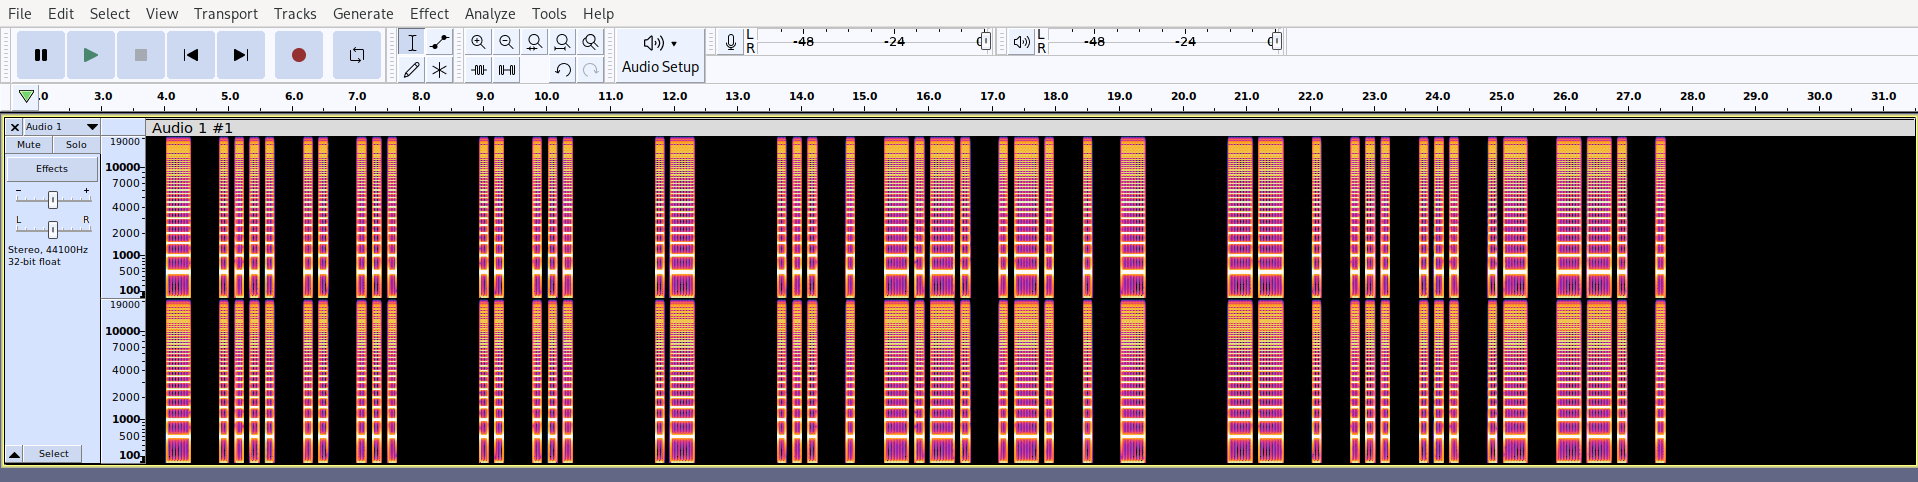 File Edit Select View Transport Tracks Generate Effect Analyze Tools Help
L -48 -24 0 L -48 -24 0
R R
Audio Setup
.0 3.0 4.0 5.0 6.0 7.0 8.0 9.0 10.0 11.0 12.0 13.0 14.0 15.0 16.0 17.0 18.0 19.0 20.0 21.0 22.0 23.0 24.0 25.0 26.0 27.0 28.0 29.0 30.0 31.0
Audio 1 Audio 1 #1
Mute Solo 19000
Effects 10000
7000
- +
4000
L R
2000
Stereo, 44100Hz 1000
32-bit float
500
100
19000
10000
7000
4000
2000
1000
500
Select 100